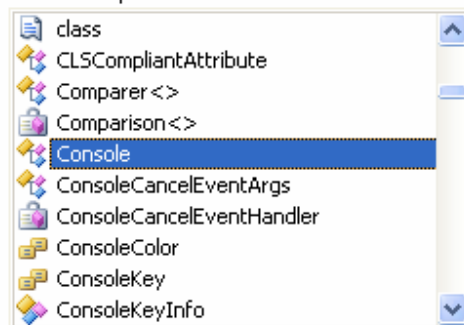 class
CLSCompliantAttribute
Comparer<>
Comparison<>
Console
ConsoleCancelEventArgs
ConsoleCancelEventHandler
ConsoleColor
ConsoleKey
ConsoleKeyInfo